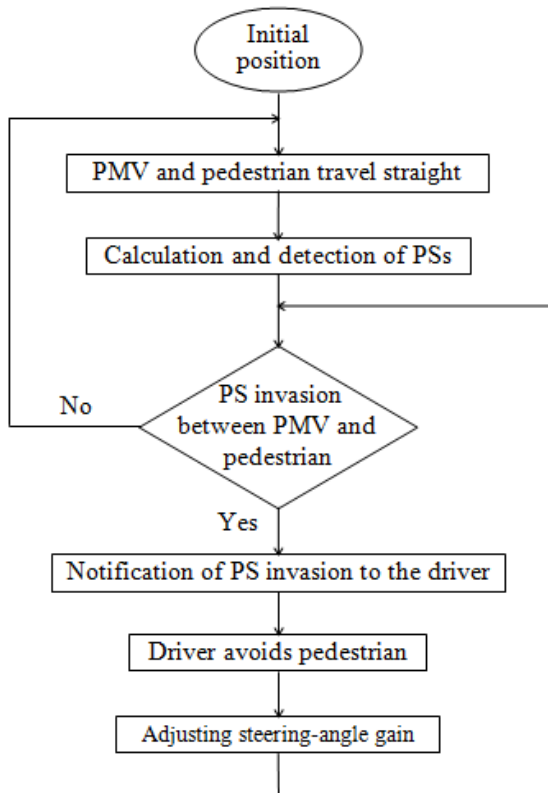 Initial
position
PMV and pedestrian travel straight
Calculation and detection of PSs
PS invasion
between PMV and
pedestrian
No
Yes
Notification of PS invasion to the driver
Driver avoids pedestrian
Adjusting steering-angle gain